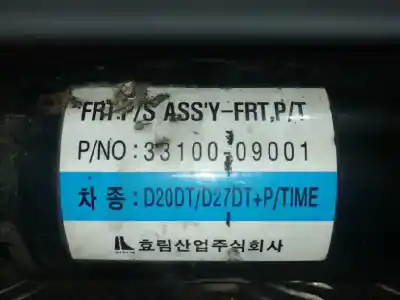 FRT.P/S ASS'Y-FRT,P/T
P/NO : 33100-09001
차 종 : D20DT/D27DT+P/TIME
효림산업주식회사